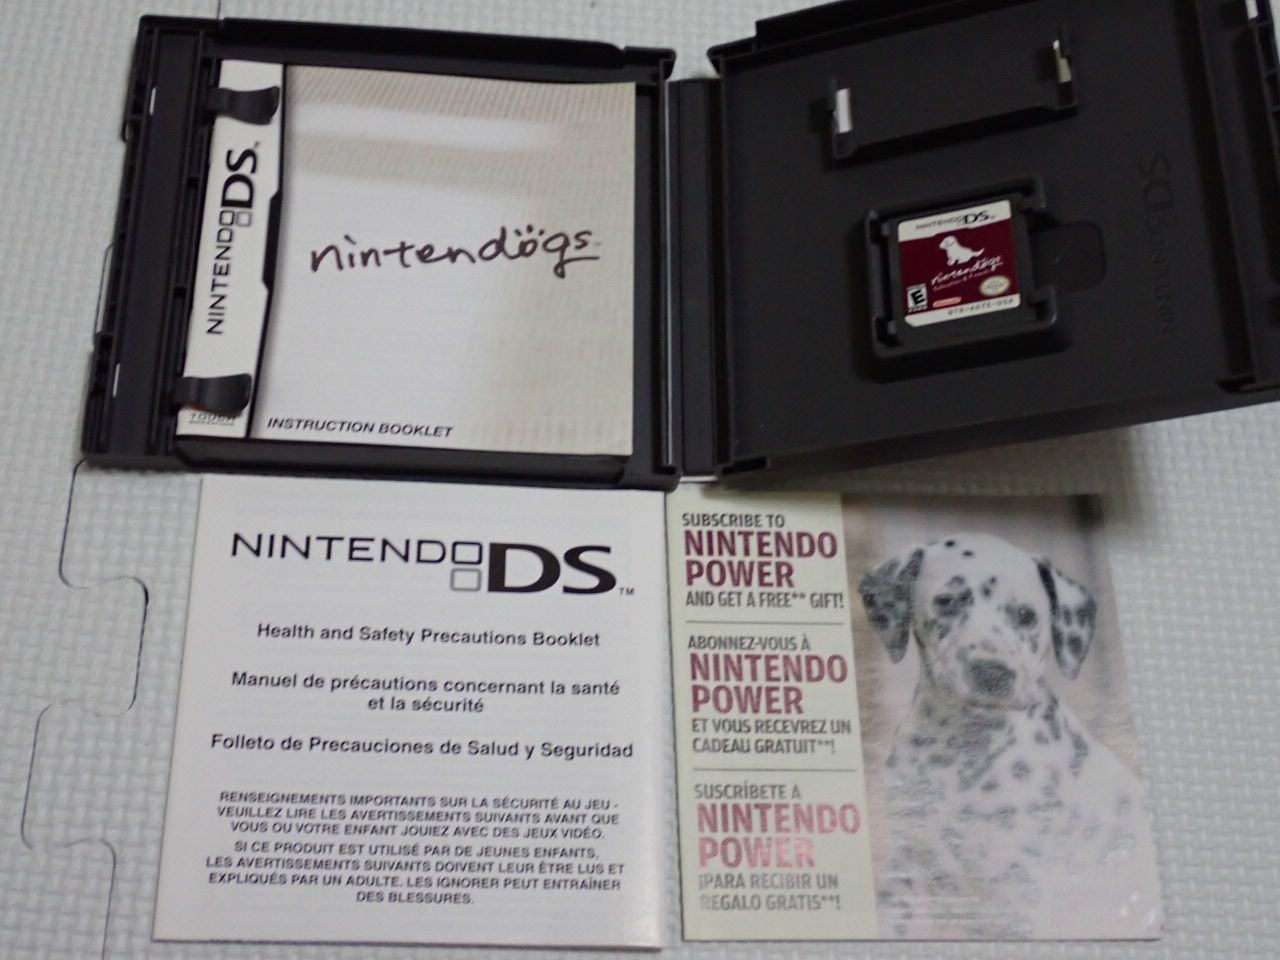 NINTENDO DS™
TOUCH
nintendogs™
INSTRUCTION BOOKLET
NINTENDO DS™
nintendogs
E
NINTENDO DS
NINTENDO DS™
Health and Safety Precautions Booklet
Manuel de précautions concernant la santé
et la sécurité
Folleto de Precauciones de Salud y Seguridad
RENSEIGNEMENTS IMPORTANTS SUR LA SÉCURITÉ AU JEU -
VEUILLEZ LIRE LES AVERTISSEMENTS SUIVANTS AVANT QUE
VOUS OU VOTRE ENFANT JOUIEZ AVEC DES JEUX VIDÉO.
SI CE PRODUIT EST UTILISÉ PAR DE JEUNES ENFANTS,
LES AVERTISSEMENTS SUIVANTS DOIVENT LEUR ÊTRE LUS ET
EXPLIQUÉS PAR UN ADULTE. LES IGNORER PEUT ENTRAÎNER
DES BLESSURES.
SUBSCRIBE TO
NINTENDO
POWER
AND GET A FREE** GIFT!
ABONNEZ-VOUS À
NINTENDO
POWER
ET VOUS RECEVREZ UN
CADEAU GRATUIT**!
SUSCRÍBETE A
NINTENDO
POWER
¡PARA RECIBIR UN
REGALO GRATIS**!